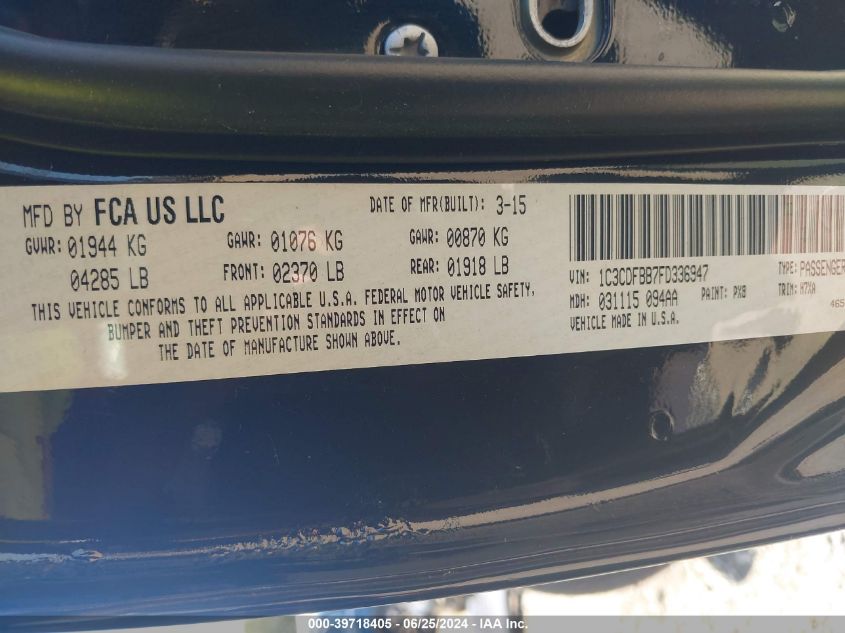 MFD BY FCA US LLC DATE OF MFR(BUILT): 3-15
GVWR: 01944 KG GAWR: 01076 KG GAWR: 00870 KG
04285 LB FRONT: 02370 LB REAR: 01918 LB
THIS VEHICLE CONFORMS TO ALL APPLICABLE U.S.A. FEDERAL MOTOR VEHICLE SAFETY,
BUMPER AND THEFT PREVENTION STANDARDS IN EFFECT ON
THE DATE OF MANUFACTURE SHOWN ABOVE.
VIN: 1C3CDFBB7FD336947 TYPE: PASSENGER
MDH: 031115 094AA PAINT: PX8 TRIM: H7XA
VEHICLE MADE IN U.S.A. 465
000-39718405 - 06/25/2024 - IAA Inc.